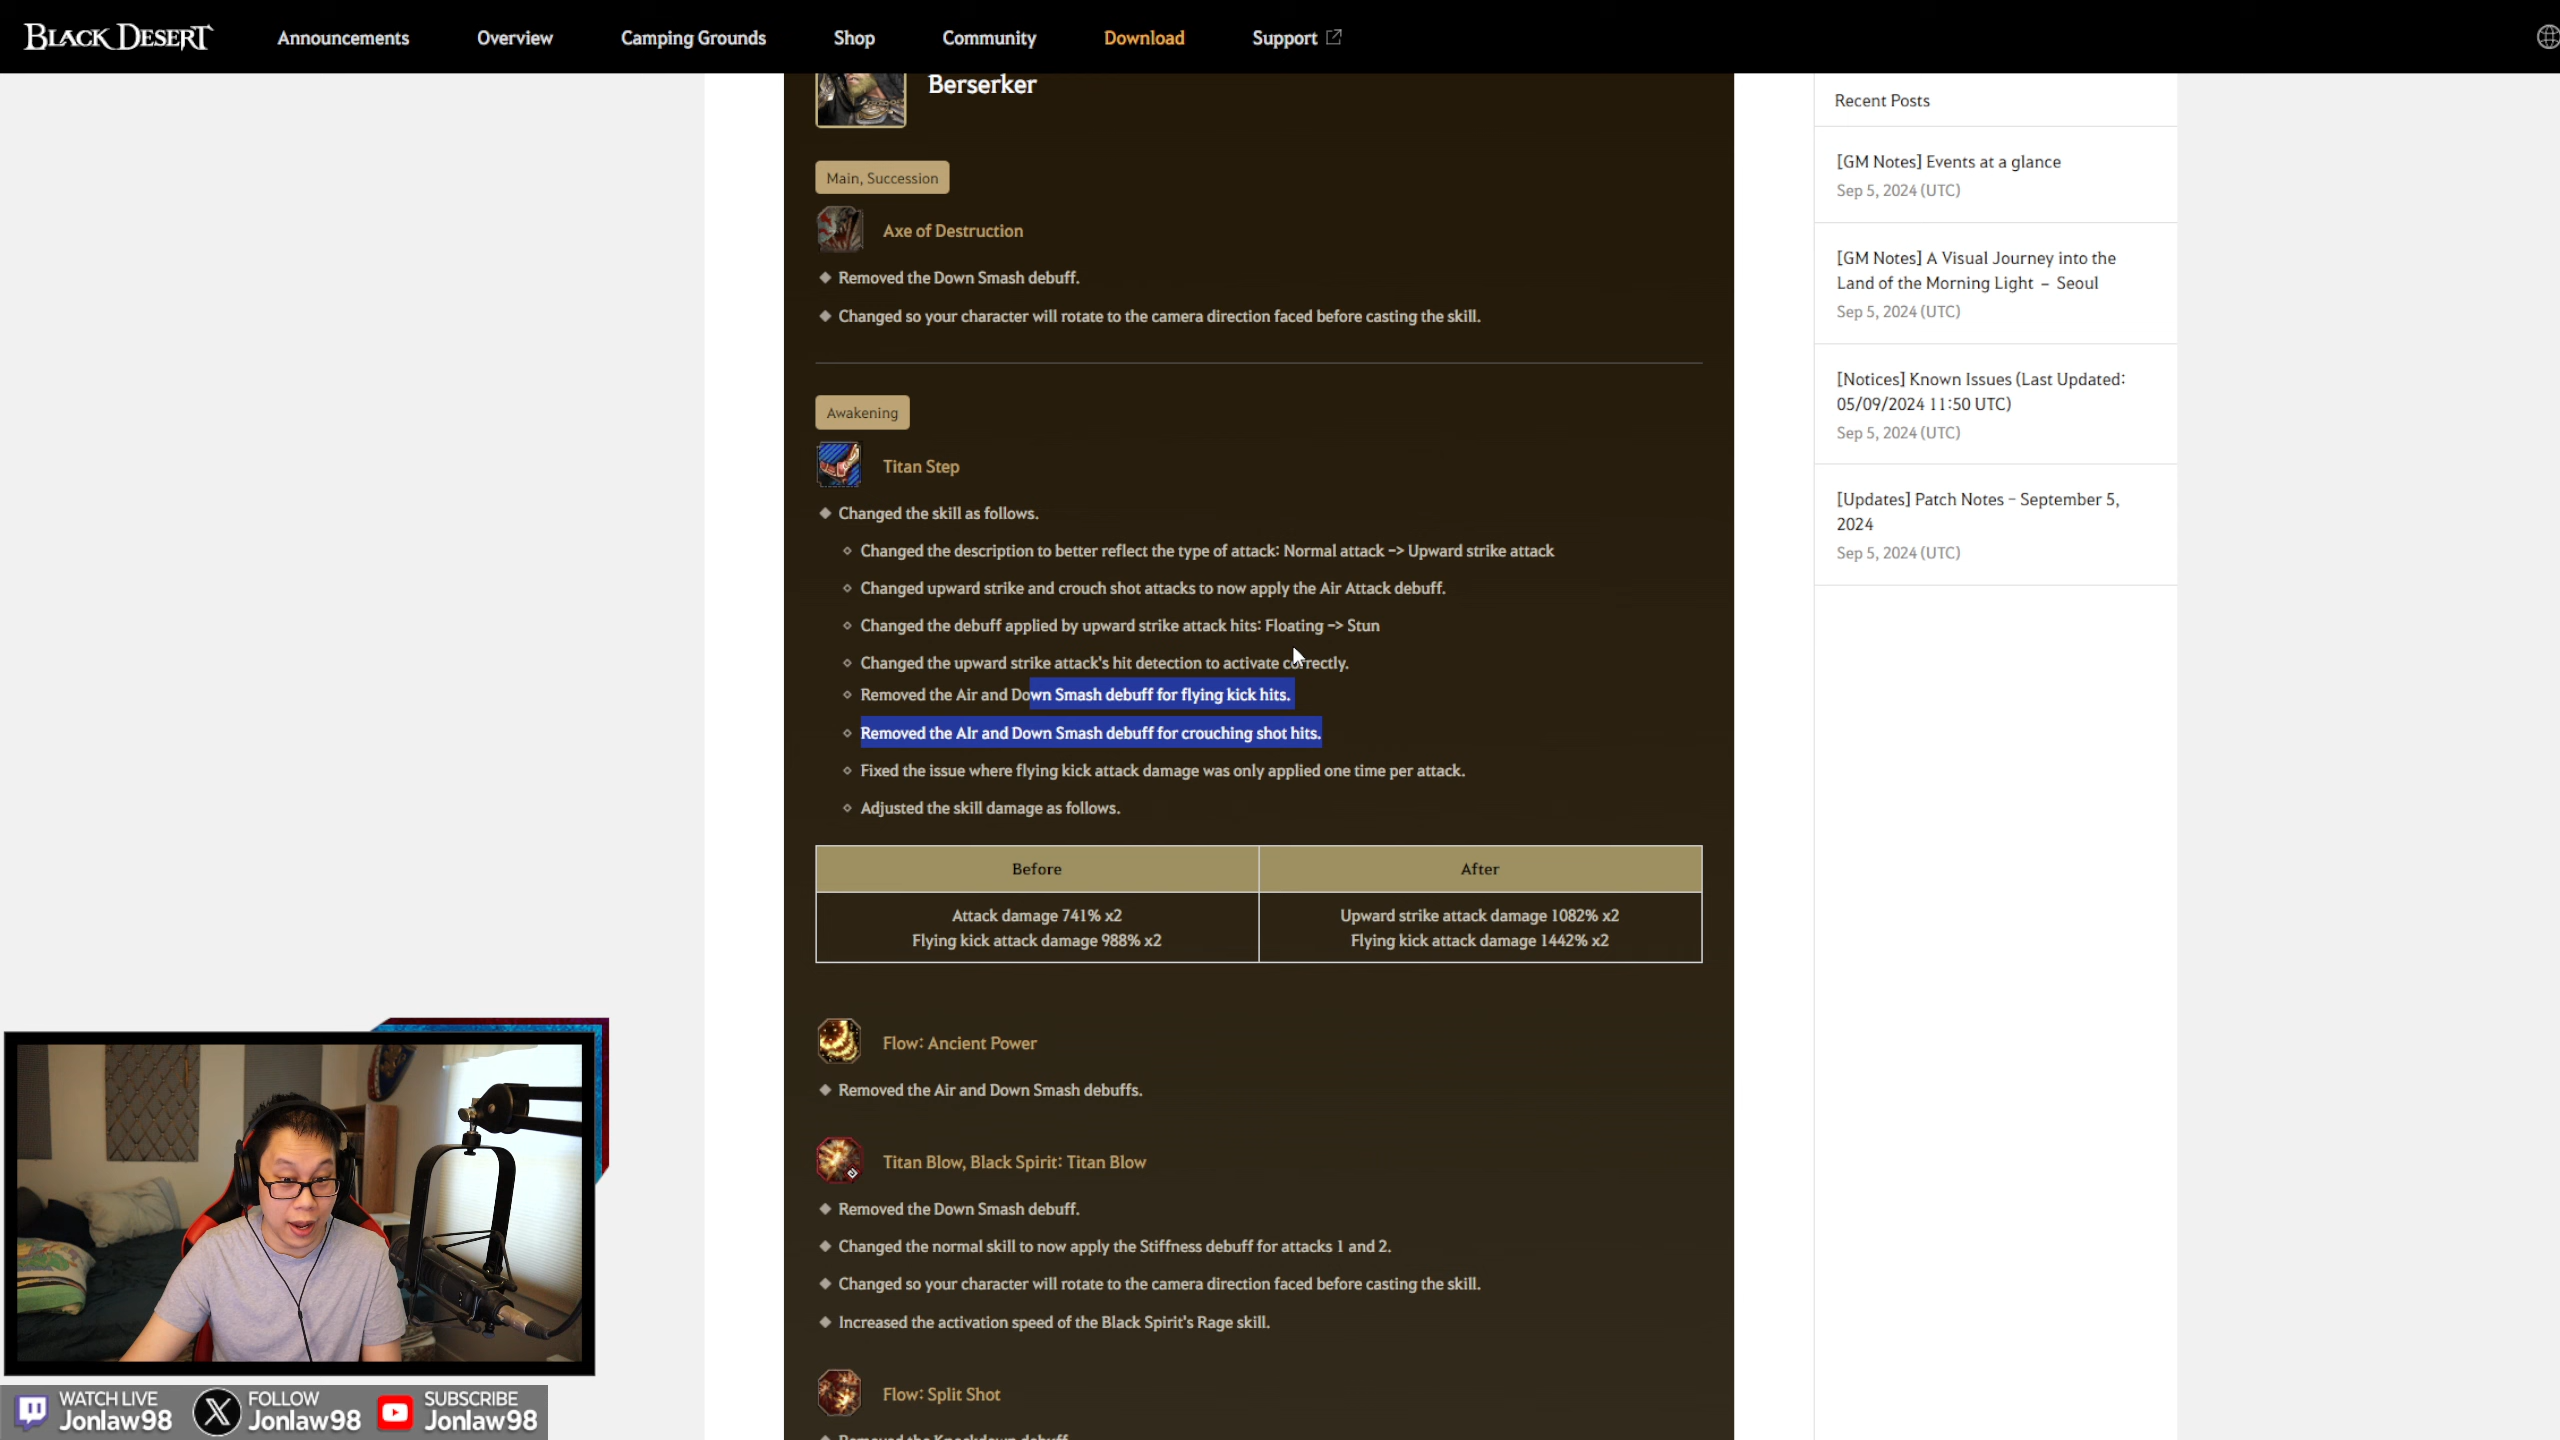 BLACK DESERT
Announcements
Overview
Camping Grounds
Shop
Community
Download
Support
Berserker
Main, Succession
Axe of Destruction
Removed the Down Smash debuff.
Changed so your character will rotate to the camera direction faced before casting the skill.
Awakening
Titan Step
Changed the skill as follows.
Changed the description to better reflect the type of attack: Normal attack -> Upward strike attack
Changed upward strike and crouch shot attacks to now apply the Air Attack debuff.
Changed the debuff applied by upward strike attack hits: Floating -> Stun
Changed the upward strike attack's hit detection to activate correctly.
Removed the Air and Down Smash debuff for flying kick hits.
Removed the AIr and Down Smash debuff for crouching shot hits.
Fixed the issue where flying kick attack damage was only applied one time per attack.
Adjusted the skill damage as follows.
Before
After
Attack damage 741% x2
Flying kick attack damage 988% x2
Upward strike attack damage 1082% x2
Flying kick attack damage 1442% x2
Flow: Ancient Power
Removed the Air and Down Smash debuffs.
Titan Blow, Black Spirit: Titan Blow
Removed the Down Smash debuff.
Changed the normal skill to now apply the Stiffness debuff for attacks 1 and 2.
Changed so your character will rotate to the camera direction faced before casting the skill.
Increased the activation speed of the Black Spirit's Rage skill.
Flow: Split Shot
Removed the Knockdown debuff
Recent Posts
[GM Notes] Events at a glance
Sep 5, 2024 (UTC)
[GM Notes] A Visual Journey into the
Land of the Morning Light – Seoul
Sep 5, 2024 (UTC)
[Notices] Known Issues (Last Updated:
05/09/2024 11:50 UTC)
Sep 5, 2024 (UTC)
[Updates] Patch Notes - September 5,
2024
Sep 5, 2024 (UTC)
WATCH LIVE
Jonlaw98
FOLLOW
Jonlaw98
SUBSCRIBE
Jonlaw98